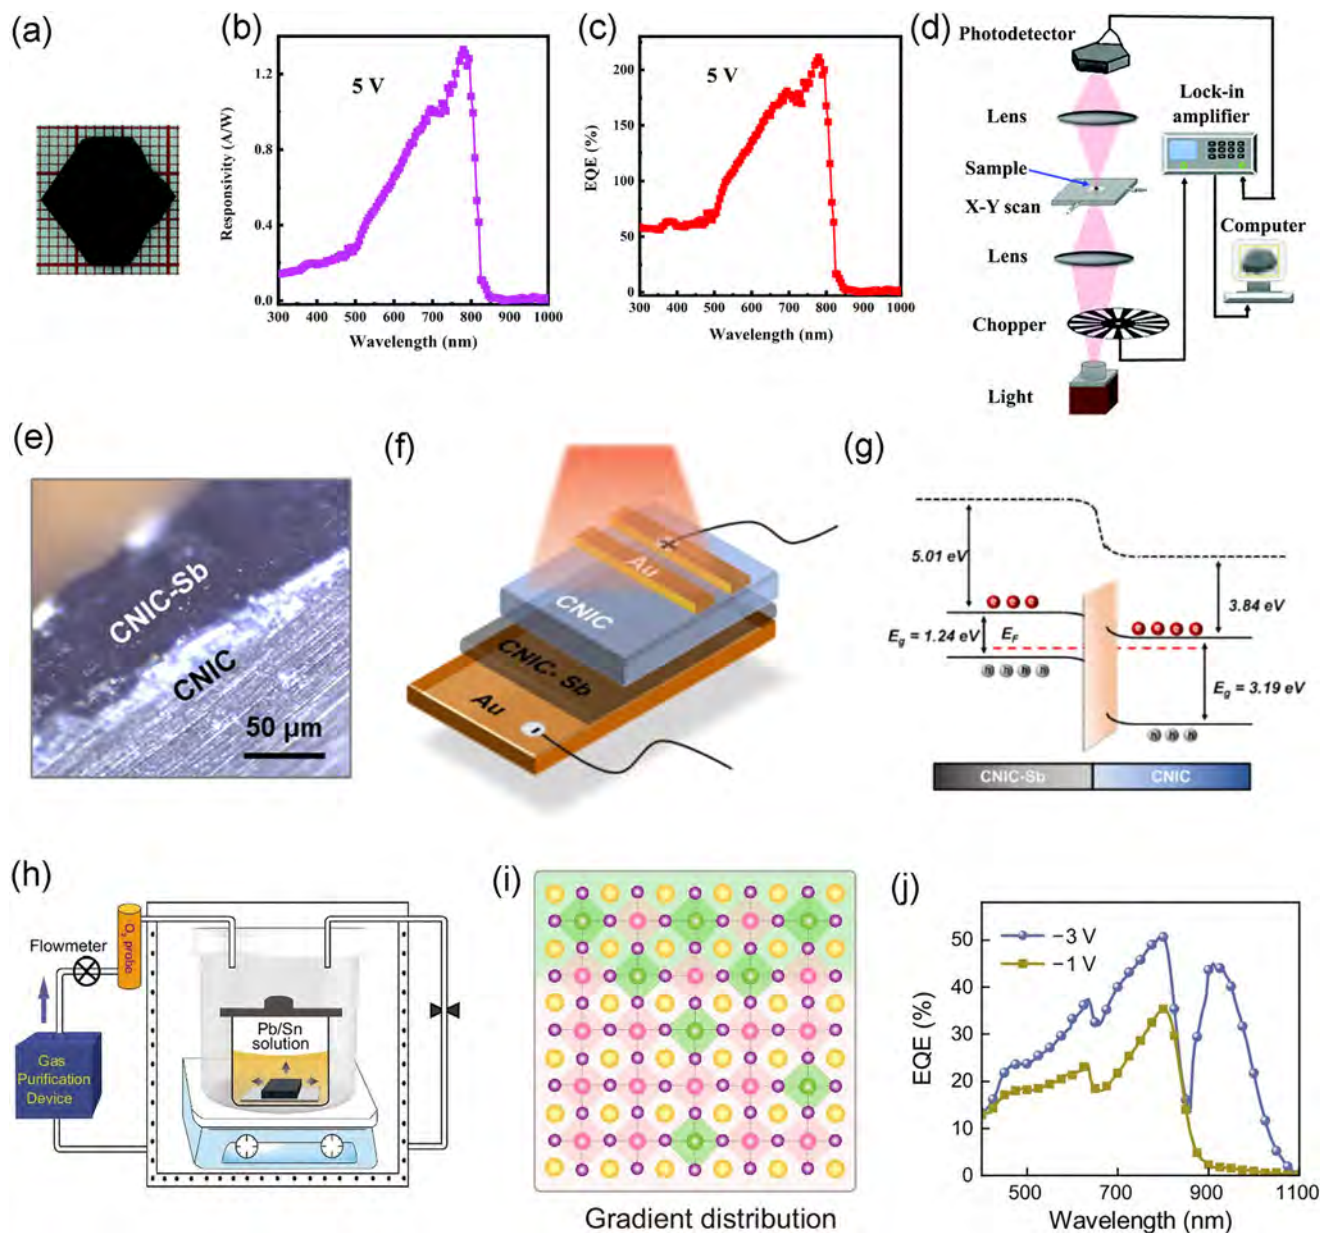 (a)
(b)
5 V
Responsivity (A/W)
1.2
0.8
0.4
0.0
300 400 500 600 700 800 900 1000
Wavelength (nm)
(c)
5 V
EQE (%)
200
150
100
50
0
300 400 500 600 700 800 900 1000
Wavelength (nm)
(d)
Photodetector
Lens
Lock-in
amplifier
Sample
X-Y scan
Computer
Lens
Chopper
Light
(e)
CNIC-Sb
CNIC
50 μm
(f)
Au
CNIC
CNIC- Sb
Au
(g)
5.01 eV
3.84 eV
e e e
e e e e
Eg = 1.24 eV
EF
h h h h
Eg = 3.19 eV
h h h
CNIC-Sb
CNIC
(h)
Flowmeter
O2 probe
Pb/Sn
solution
Gas
Purification
Device
(i)
Gradient distribution
(j)
−3 V
−1 V
EQE (%)
50
40
30
20
10
0
500 700 900 1100
Wavelength (nm)